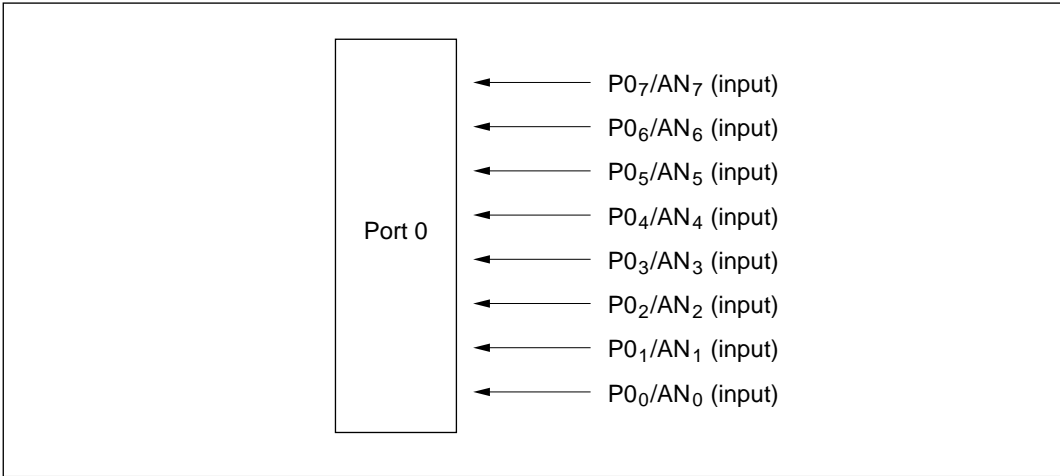 P0₇/AN₇ (input)
P0₆/AN₆ (input)
P0₅/AN₅ (input)
P0₄/AN₄ (input)
Port 0
P0₃/AN₃ (input)
P0₂/AN₂ (input)
P0₁/AN₁ (input)
P0₀/AN₀ (input)